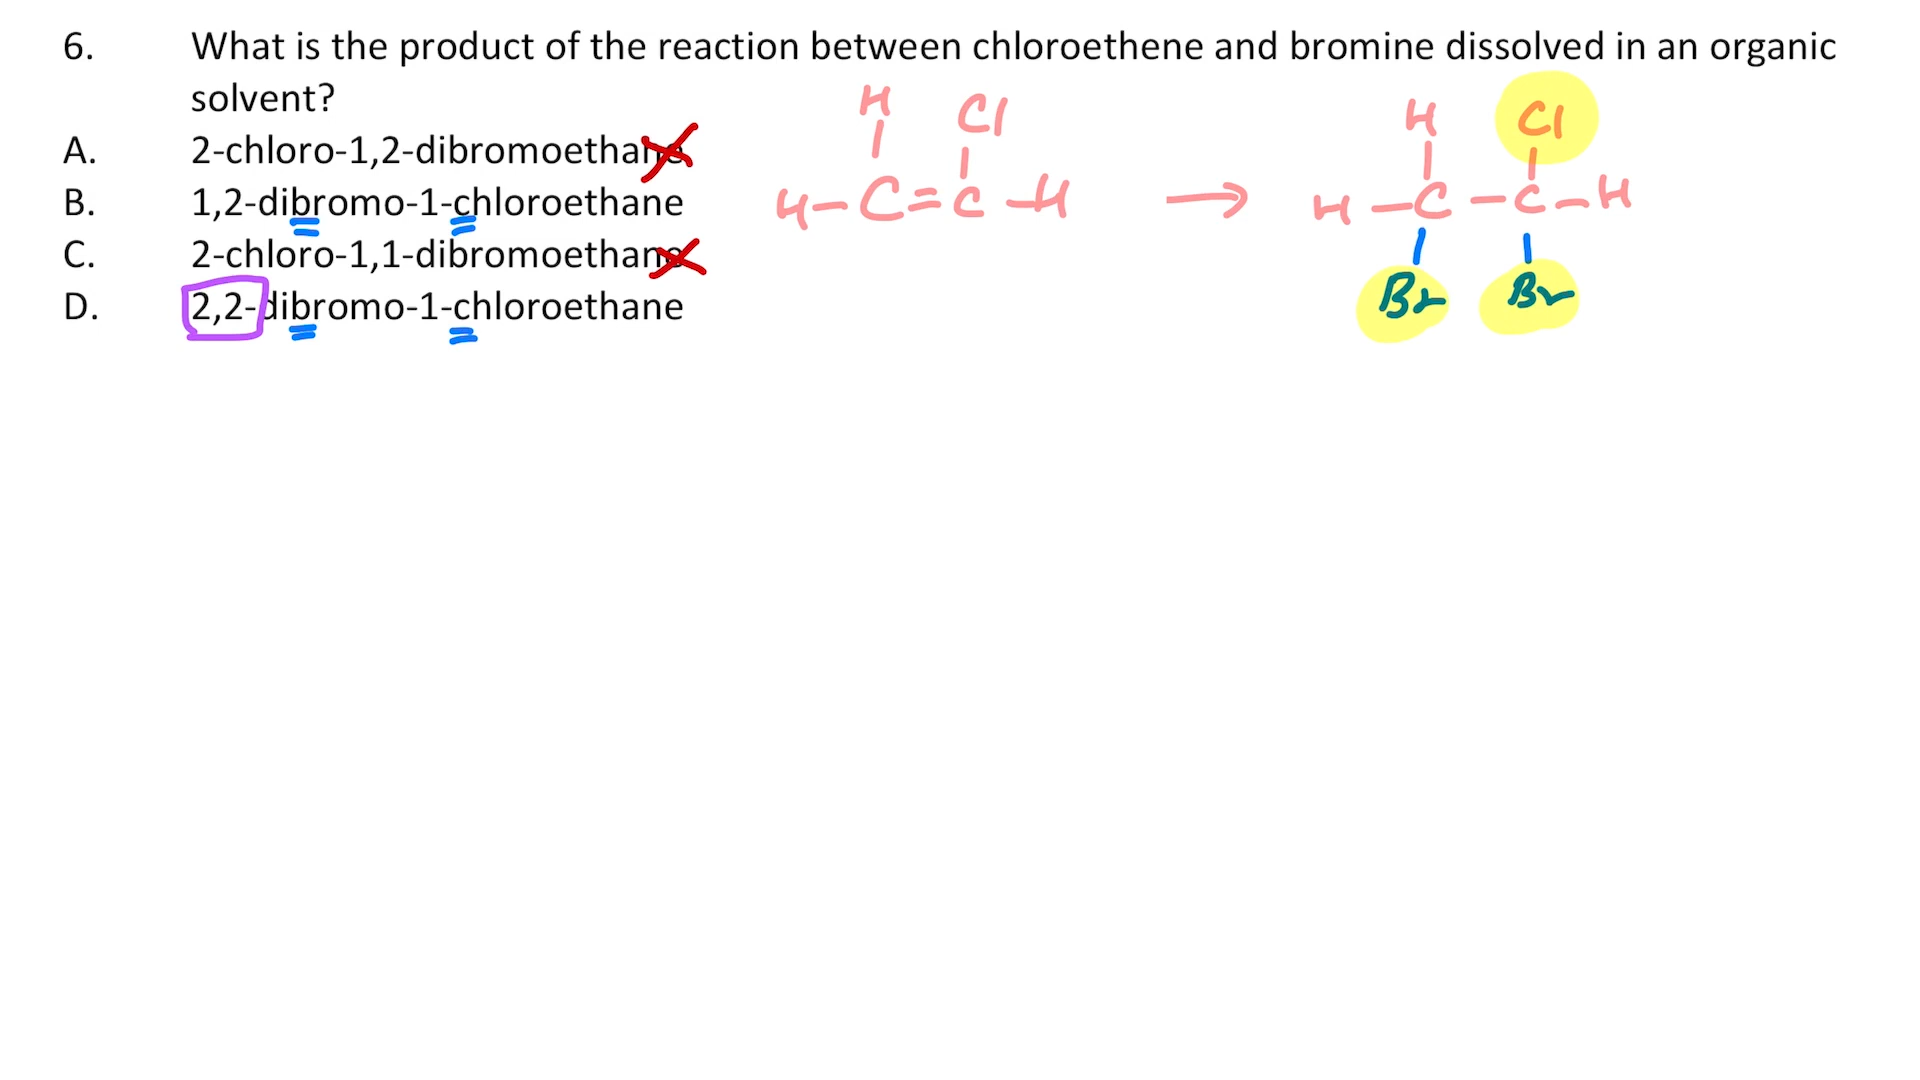 6. What is the product of the reaction between chloroethene and bromine dissolved in an organic
solvent?
A. 2-chloro-1,2-dibromoethane
B. 1,2-dibromo-1-chloroethane
C. 2-chloro-1,1-dibromoethane
D. 2,2-dibromo-1-chloroethane
H Cl H Cl
H-C=C-H → H-C-C-H
Br Br